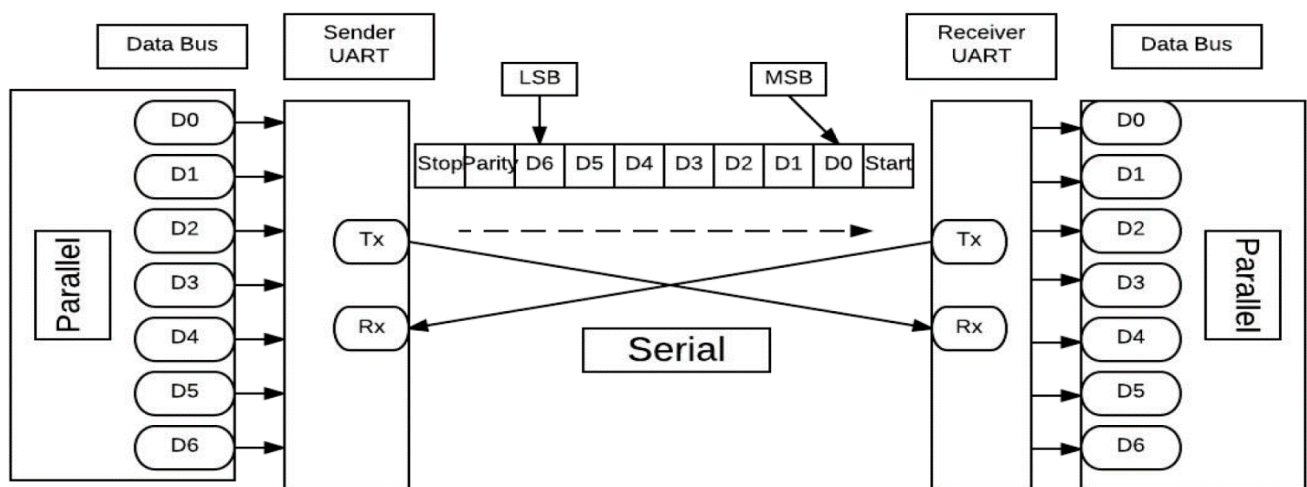 Data Bus
Sender
UART
Receiver
UART
Data Bus
LSB
MSB
Stop Parity D6 D5 D4 D3 D2 D1 D0 Start
Parallel
D0
D1
D2
D3
D4
D5
D6
Tx
Rx
Serial
Tx
Rx
D0
D1
D2
D3
D4
D5
D6
Parallel